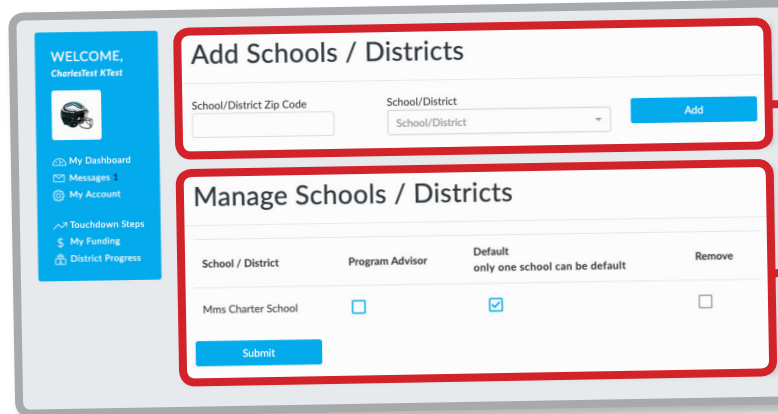 WELCOME,
CharlesTest KTest
My Dashboard
Messages 1
My Account
Touchdown Steps
My Funding
District Progress
Add Schools / Districts
School/District Zip Code
School/District
School/District
Add
Manage Schools / Districts
School / District
Program Advisor
Default
only one school can be default
Remove
Mms Charter School
Submit